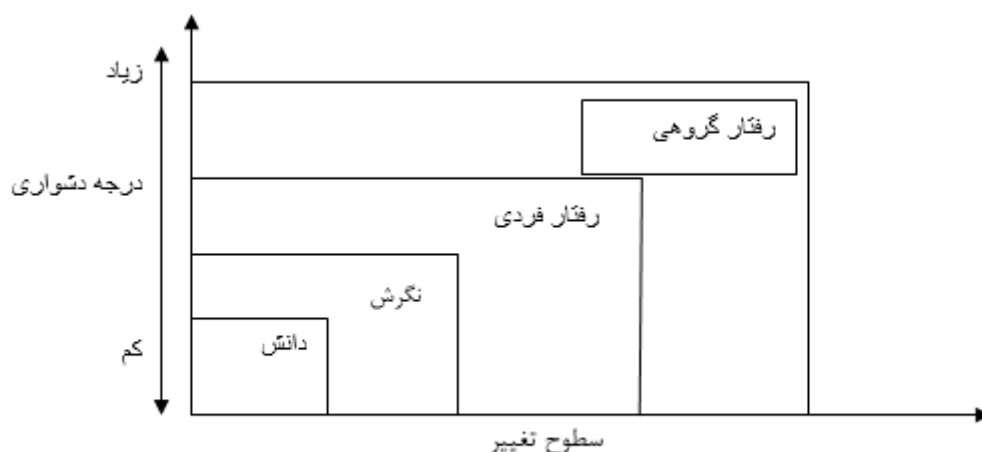 زیاد
رفتار گروهی
درجه دشواری
رفتار فردی
نگرش
دانش
کم
سطوح تغییر